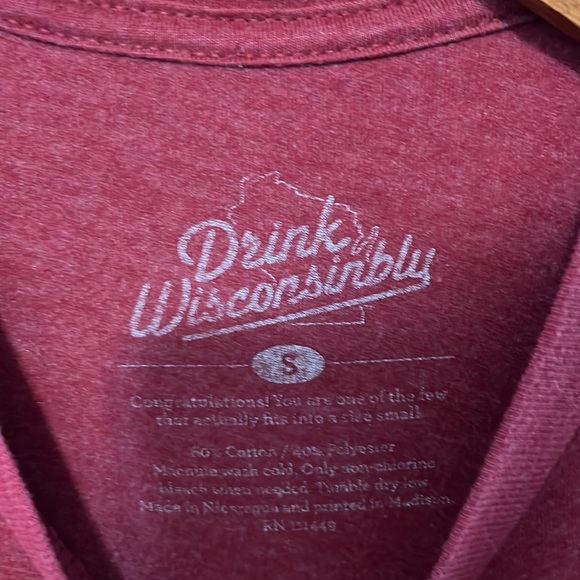 Drink
Wisconsinbly
S
Congratulations! You are one of the few
that actually fits into a size small.
60% Cotton / 40% Polyester
Machine wash cold. Only non-chlorine
bleach when needed. Tumble dry low.
Made in Nicaragua and printed in Madison.
RN 121449